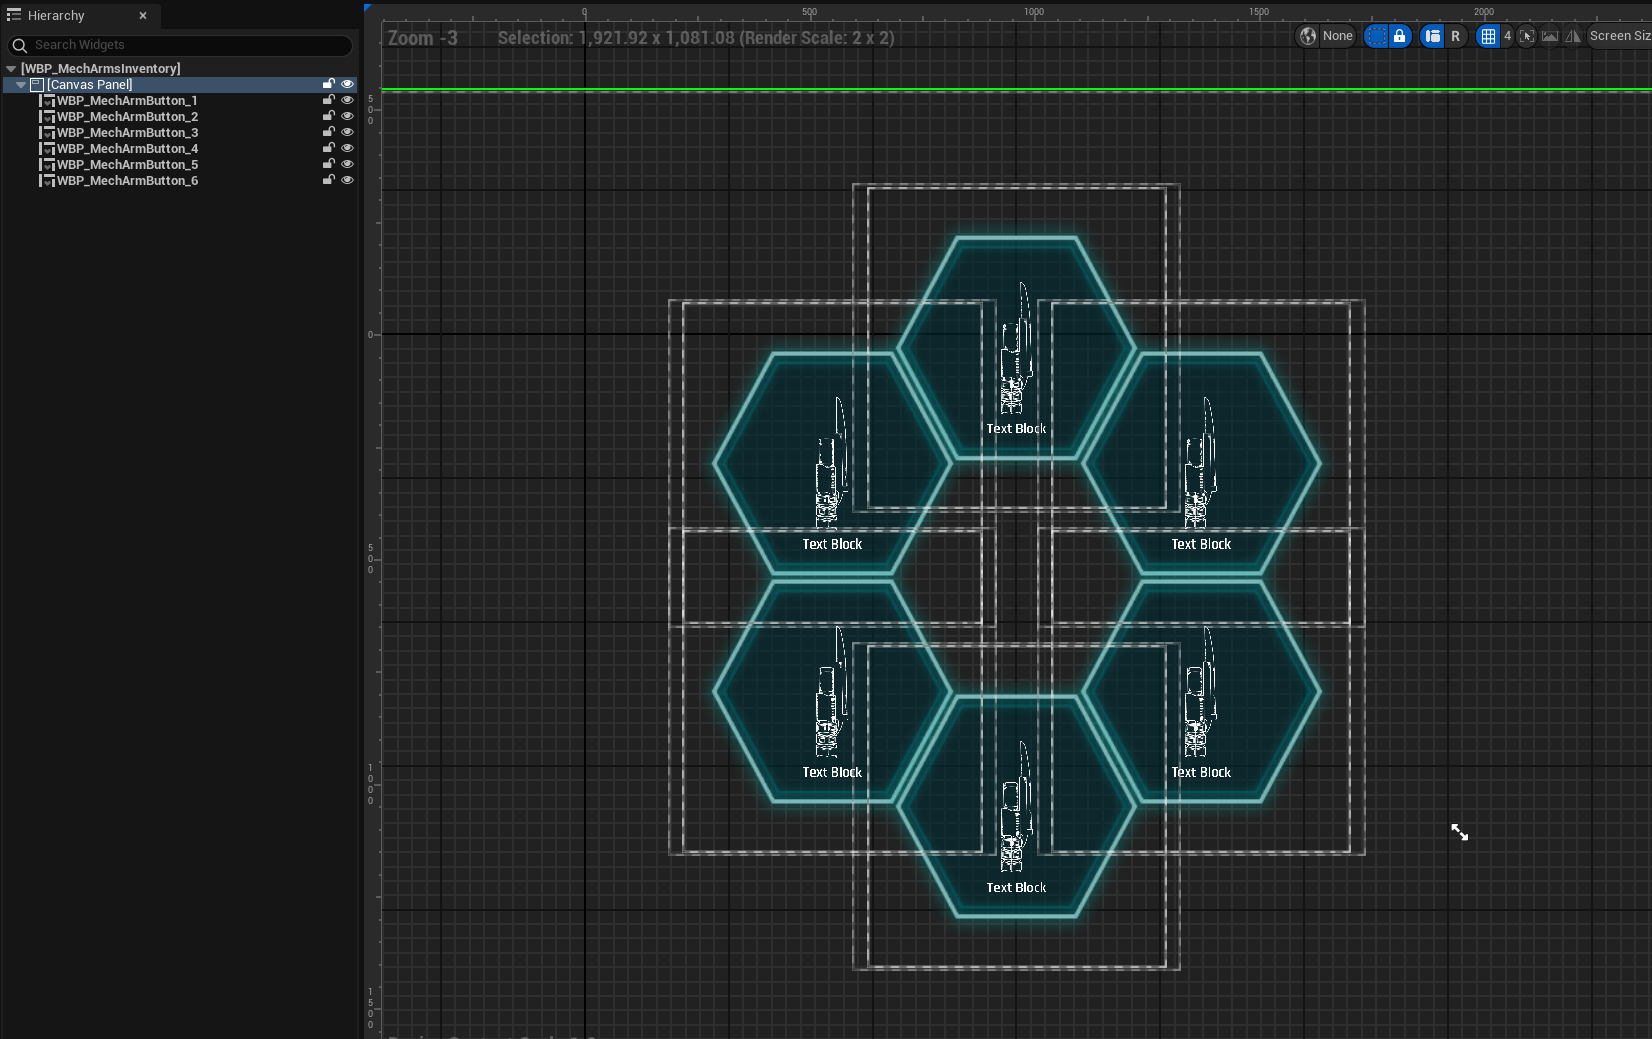 Hierarchy
Search Widgets
[WBP_MechArmsInventory]
[Canvas Panel]
WBP_MechArmButton_1
WBP_MechArmButton_2
WBP_MechArmButton_3
WBP_MechArmButton_4
WBP_MechArmButton_5
WBP_MechArmButton_6
0 500 1000 1500 2000
Zoom -3 Selection: 1,921.92 x 1,081.08 (Render Scale: 2 x 2)
None R 4 Screen Siz
500
0
500
1000
1500
Text Block
Text Block
Text Block
Text Block
Text Block
Text Block